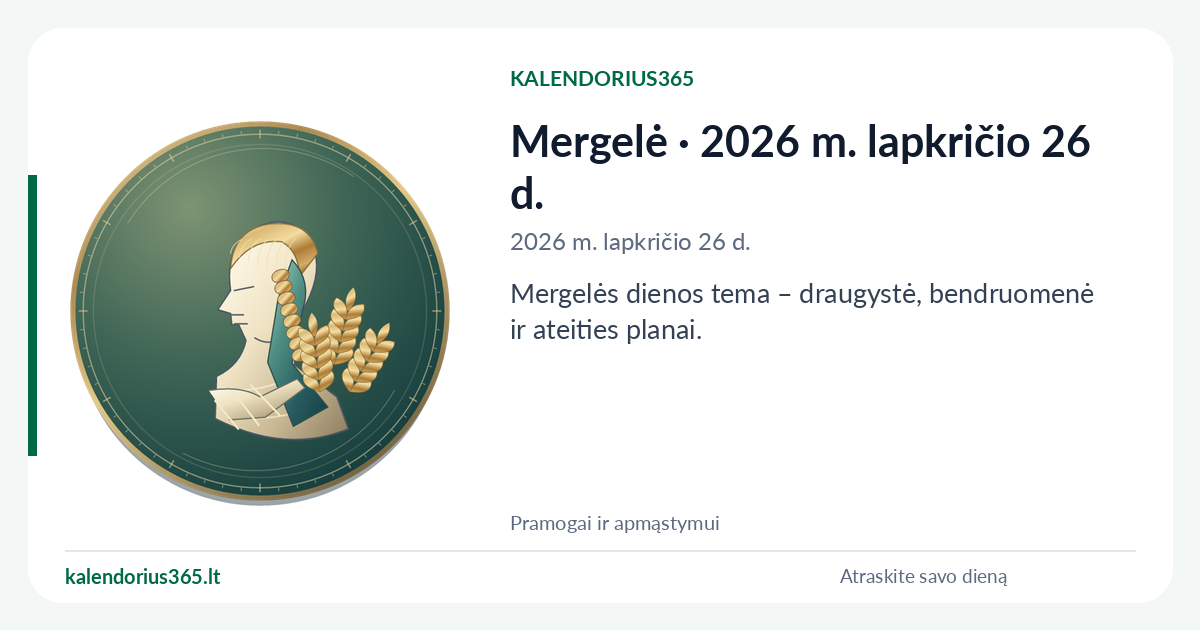 KALENDORIUS365
Mergelė · 2026 m. lapkričio 26
d.
2026 m. lapkričio 26 d.
Mergelės dienos tema – draugystė, bendruomenė
ir ateities planai.
Pramogai ir apmąstymui
kalendorius365.lt
Atraskite savo dieną